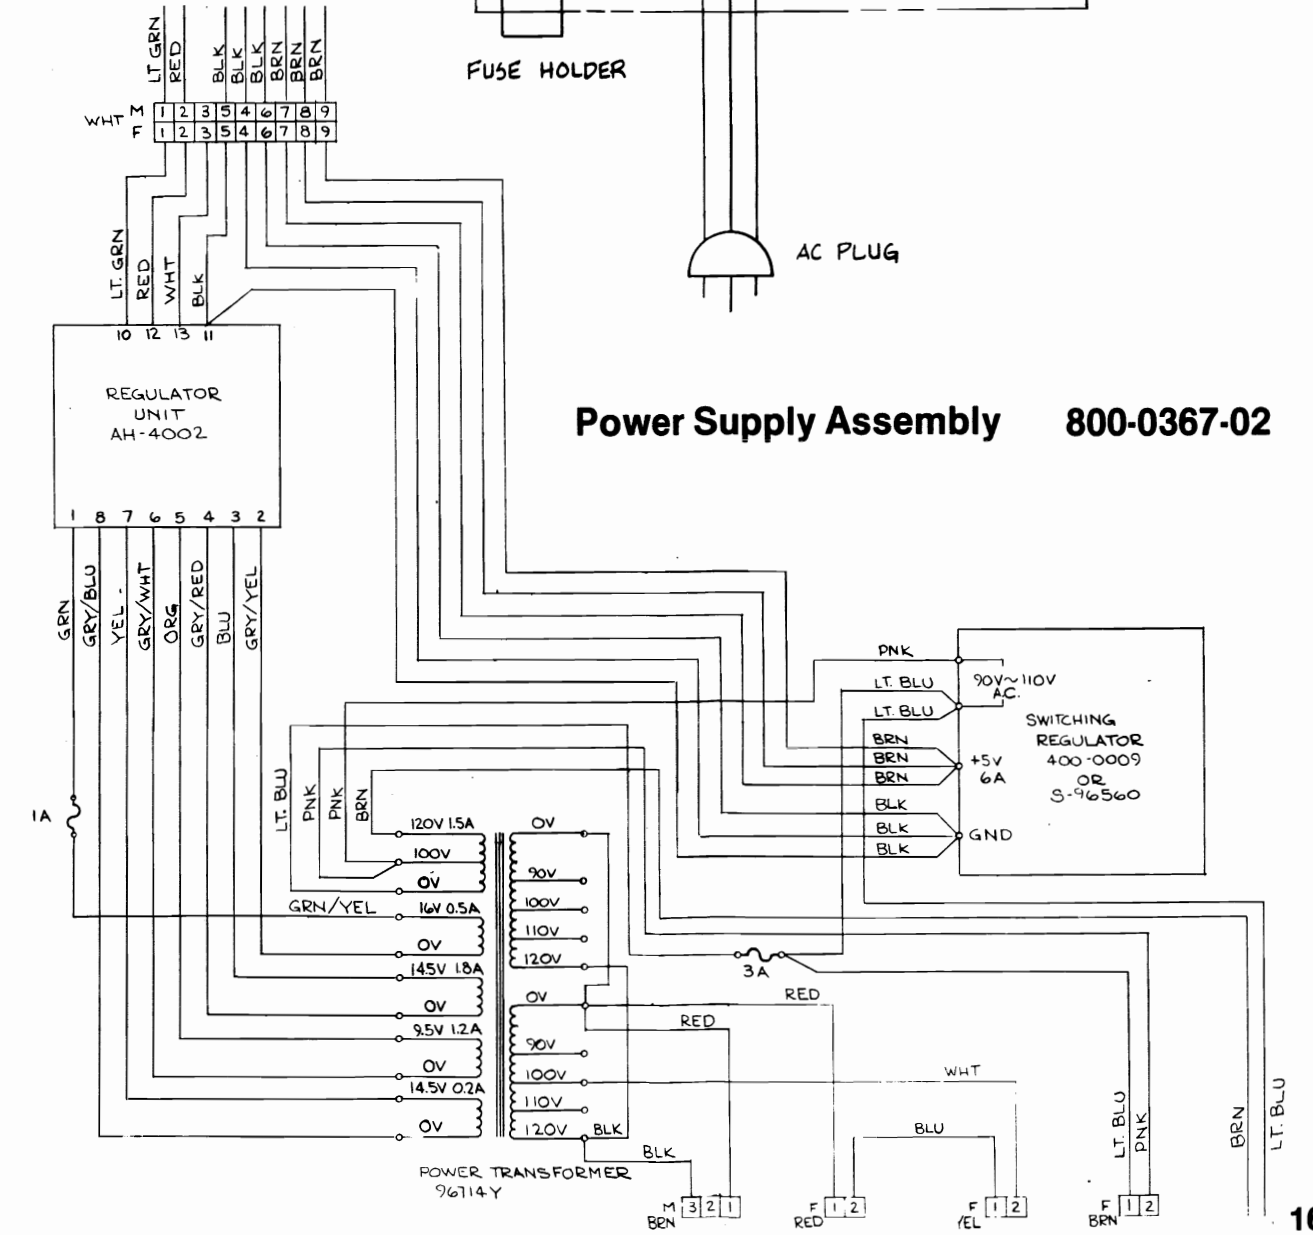 LT GRN
RED
BLK
BLK
BLK
BRN
BRN
BRN
WHT
M 1 2 3 5 4 6 7 8 9
F 1 2 3 5 4 6 7 8 9
FUSE HOLDER
AC PLUG
LT. GRN
RED
WHT
BLK
10 12 13 11
REGULATOR
UNIT
AH-4002
1 8 7 6 5 4 3 2
Power Supply Assembly 800-0367-02
GRN
GRY/BLU
YEL
GRY/WHT
ORG
GRY/RED
BLU
GRY/YEL
1A
PNK
LT. BLU
LT. BLU
BRN
BRN
BRN
BLK
BLK
BLK
90V~110V
A.C.
SWITCHING
REGULATOR
400-0009
OR
S-96560
+5V
6A
GND
LT. BLU
PNK
PNK
BRN
120V 1.5A
100V
0V
GRN/YEL
16V 0.5A
0V
14.5V 1.8A
0V
9.5V 1.2A
0V
14.5V 0.2A
0V
0V
90V
100V
110V
120V
0V
90V
100V
110V
120V
BLK
BLK
RED
RED
3A
WHT
BLU
LT. BLU
PNK
BRN
LT. BLU
POWER TRANSFORMER
96714Y
M 3 2 1
BRN
F 1 2
RED
F 1 2
YEL
F 1 2
BRN